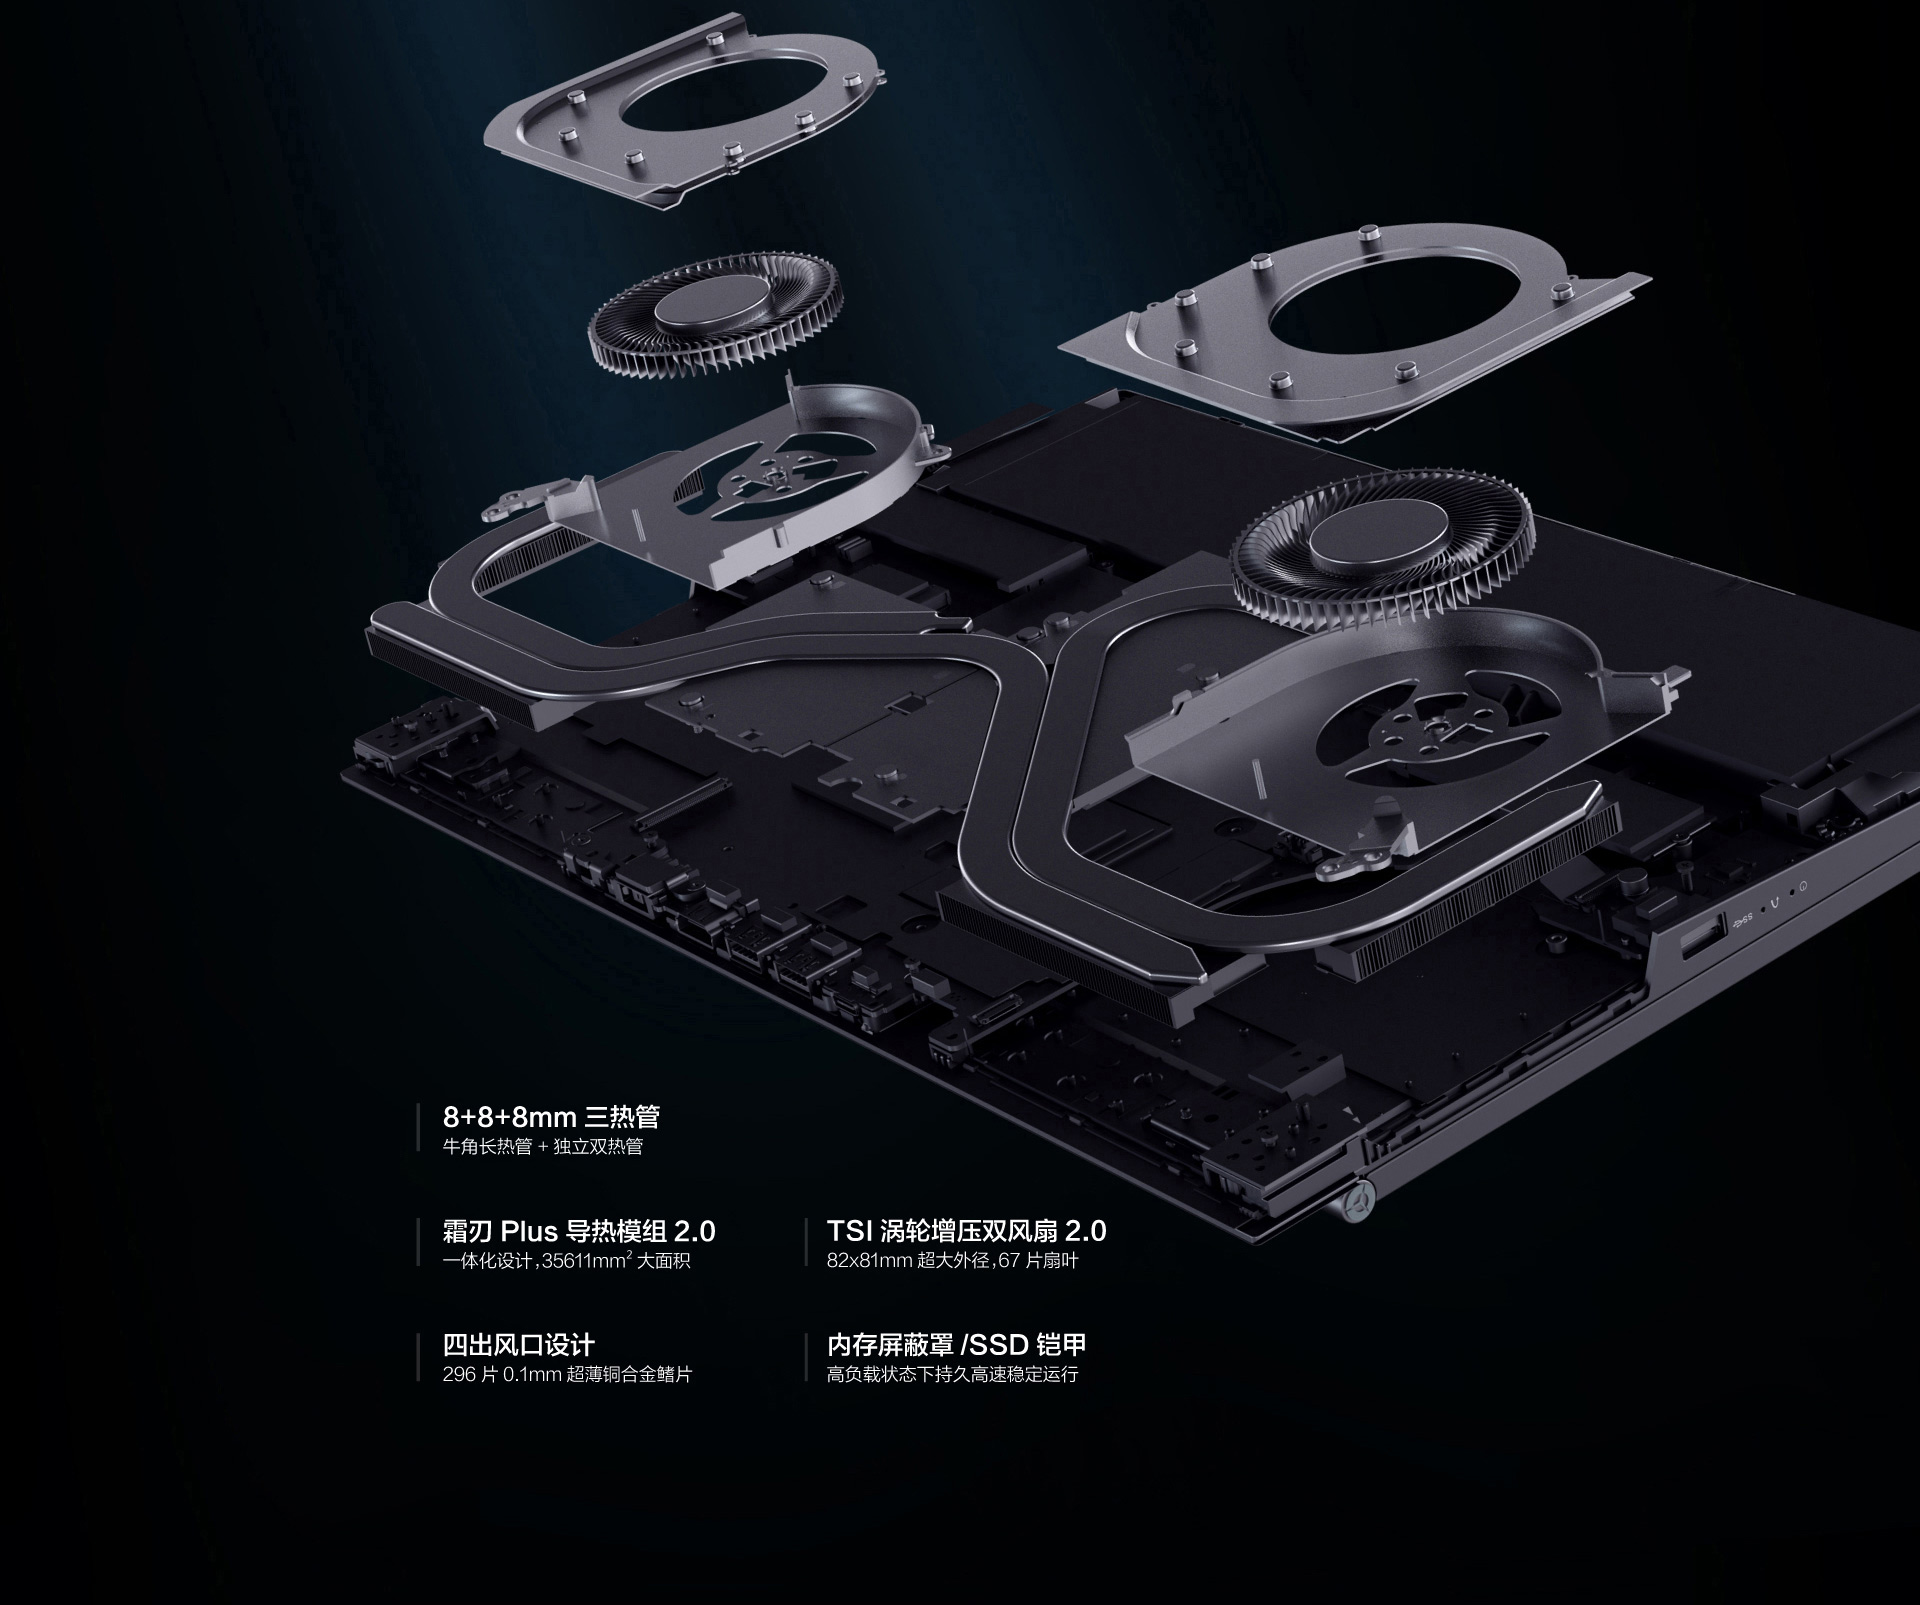 SS
8+8+8mm 三热管
牛角长热管 + 独立双热管
霜刃 Plus 导热模组 2.0
一体化设计,35611mm² 大面积
TSI 涡轮增压双风扇 2.0
82x81mm 超大外径,67 片扇叶
四出风口设计
296 片 0.1mm 超薄铜合金鳍片
内存屏蔽罩 /SSD 铠甲
高负载状态下持久高速稳定运行